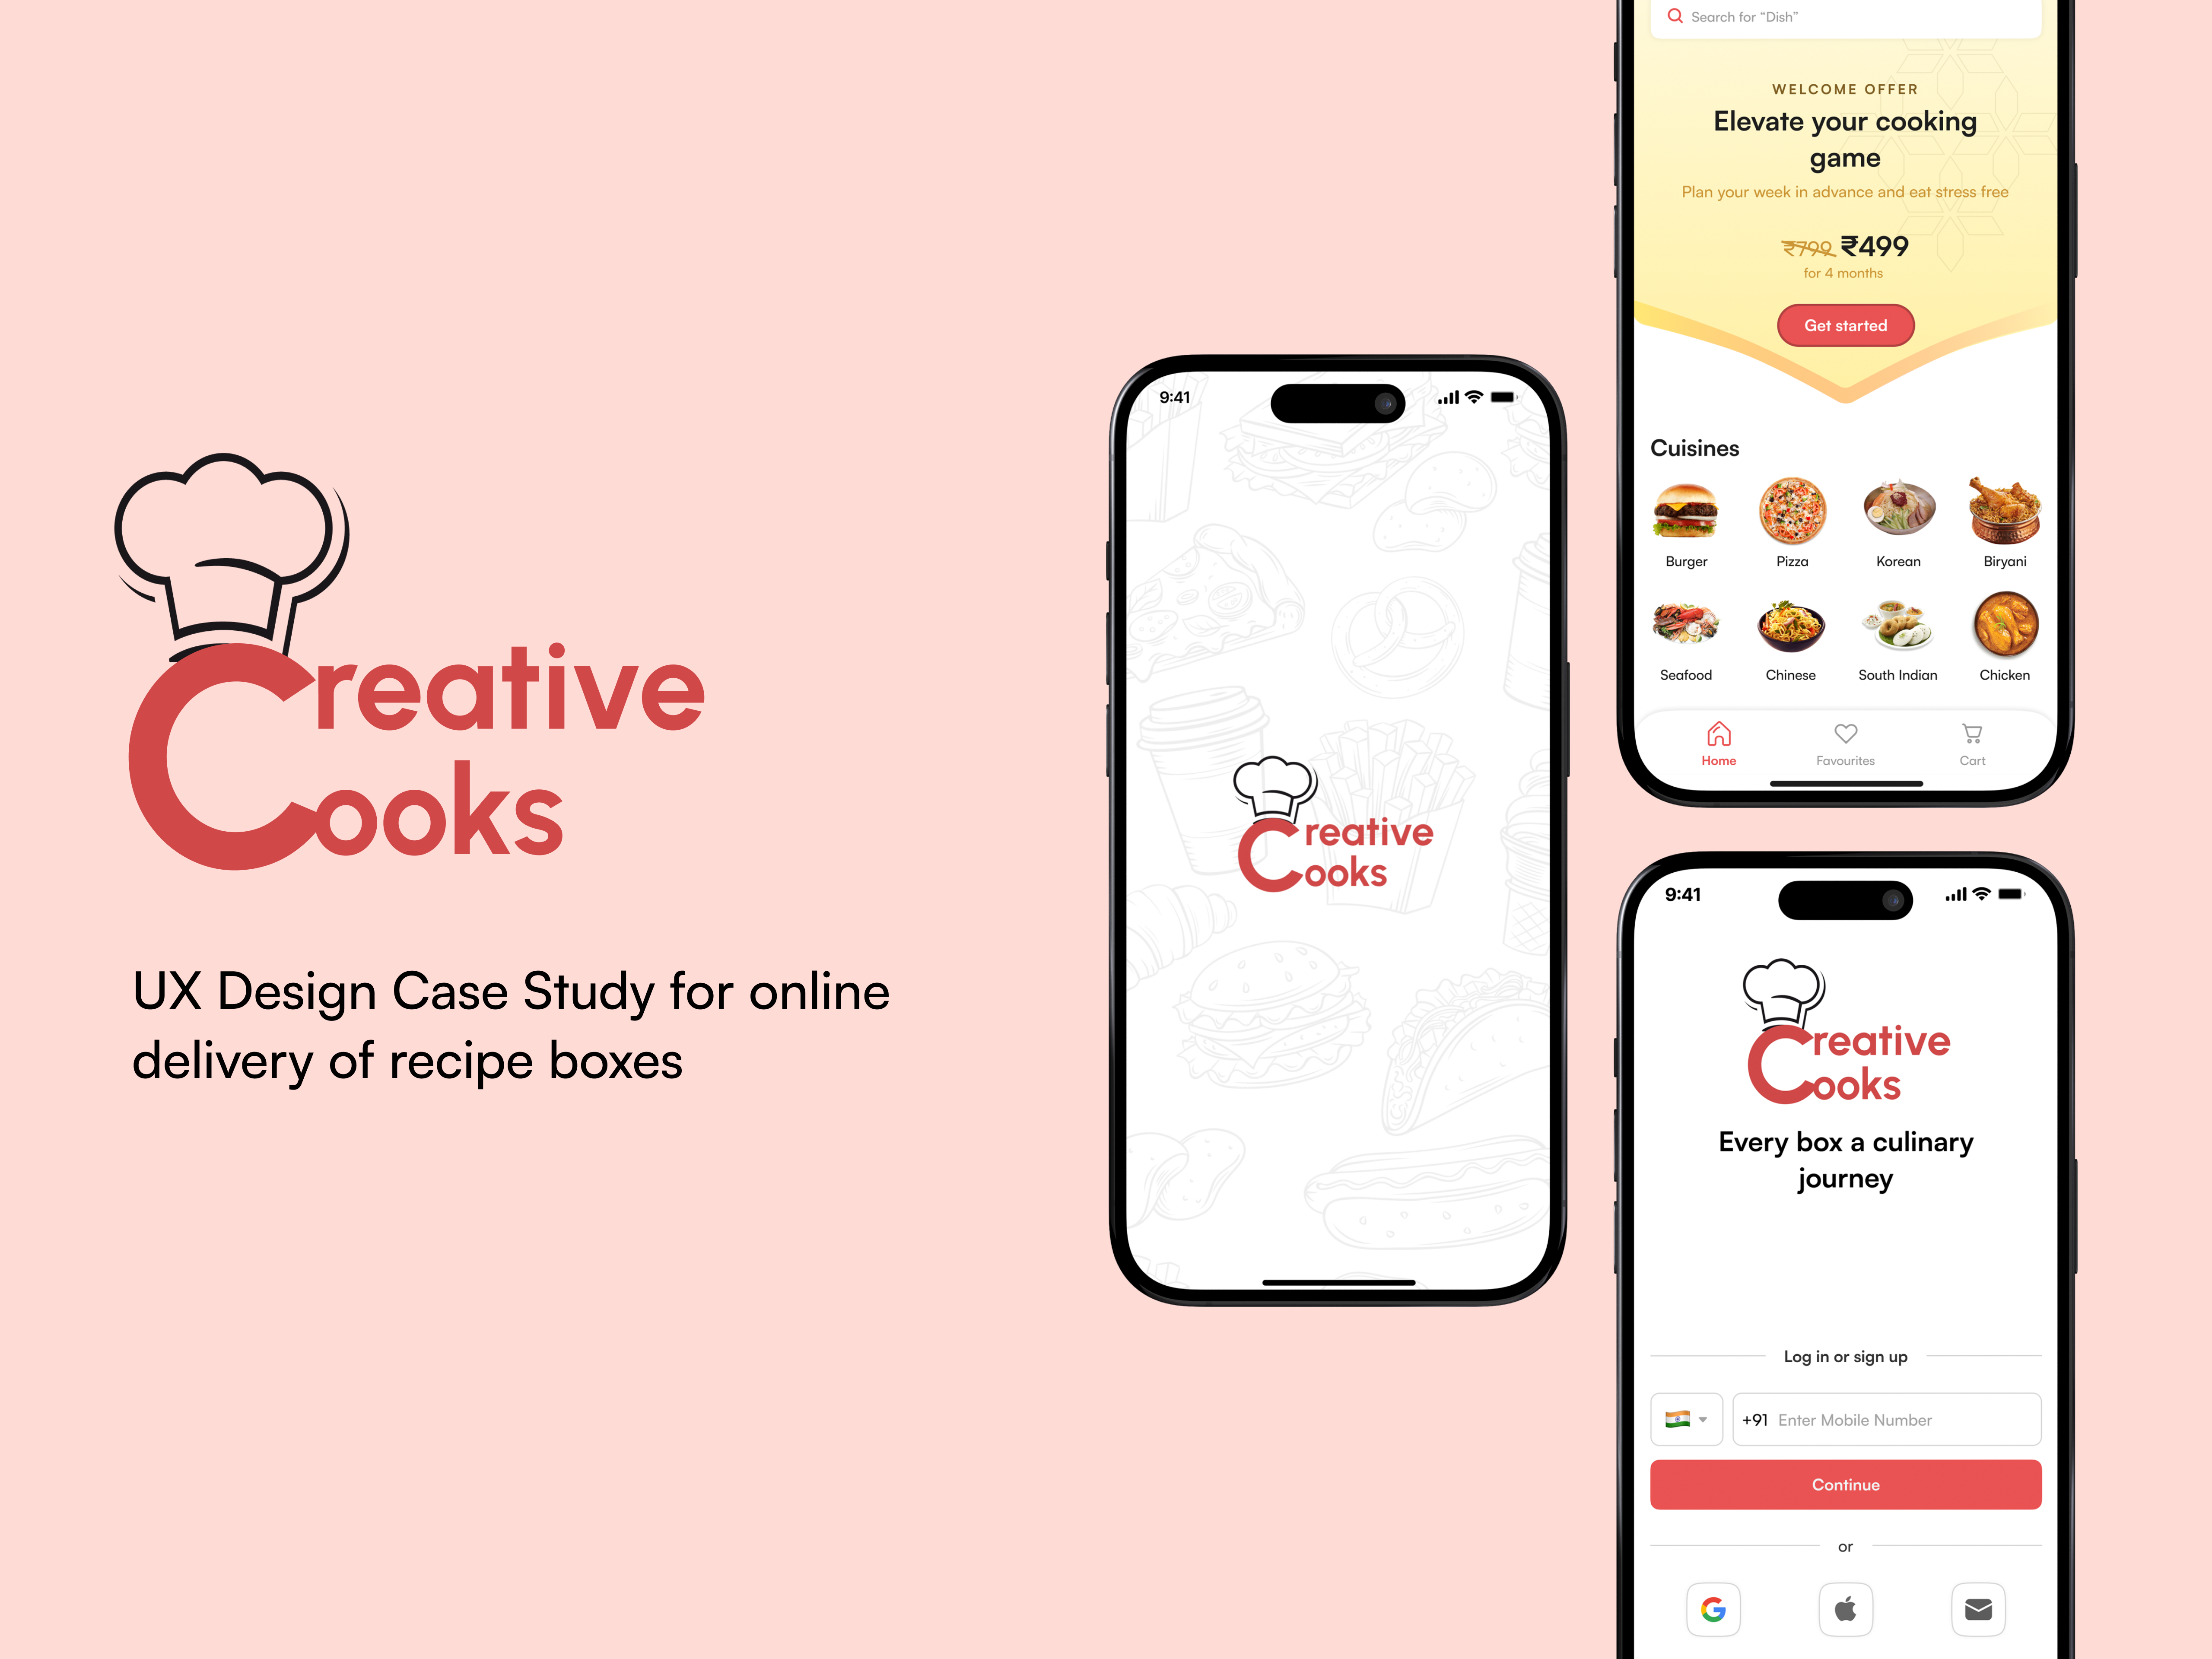 Creative
Cooks
UX Design Case Study for online
delivery of recipe boxes
9:41
Creative
Cooks
Search for “Dish”
WELCOME OFFER
Elevate your cooking
game
Plan your week in advance and eat stress free
₹799 ₹499
for 4 months
Get started
Cuisines
Burger Pizza Korean Biryani
Seafood Chinese South Indian Chicken
Home Favourites Cart
9:41
Creative
Cooks
Every box a culinary
journey
Log in or sign up
+91 Enter Mobile Number
Continue
or